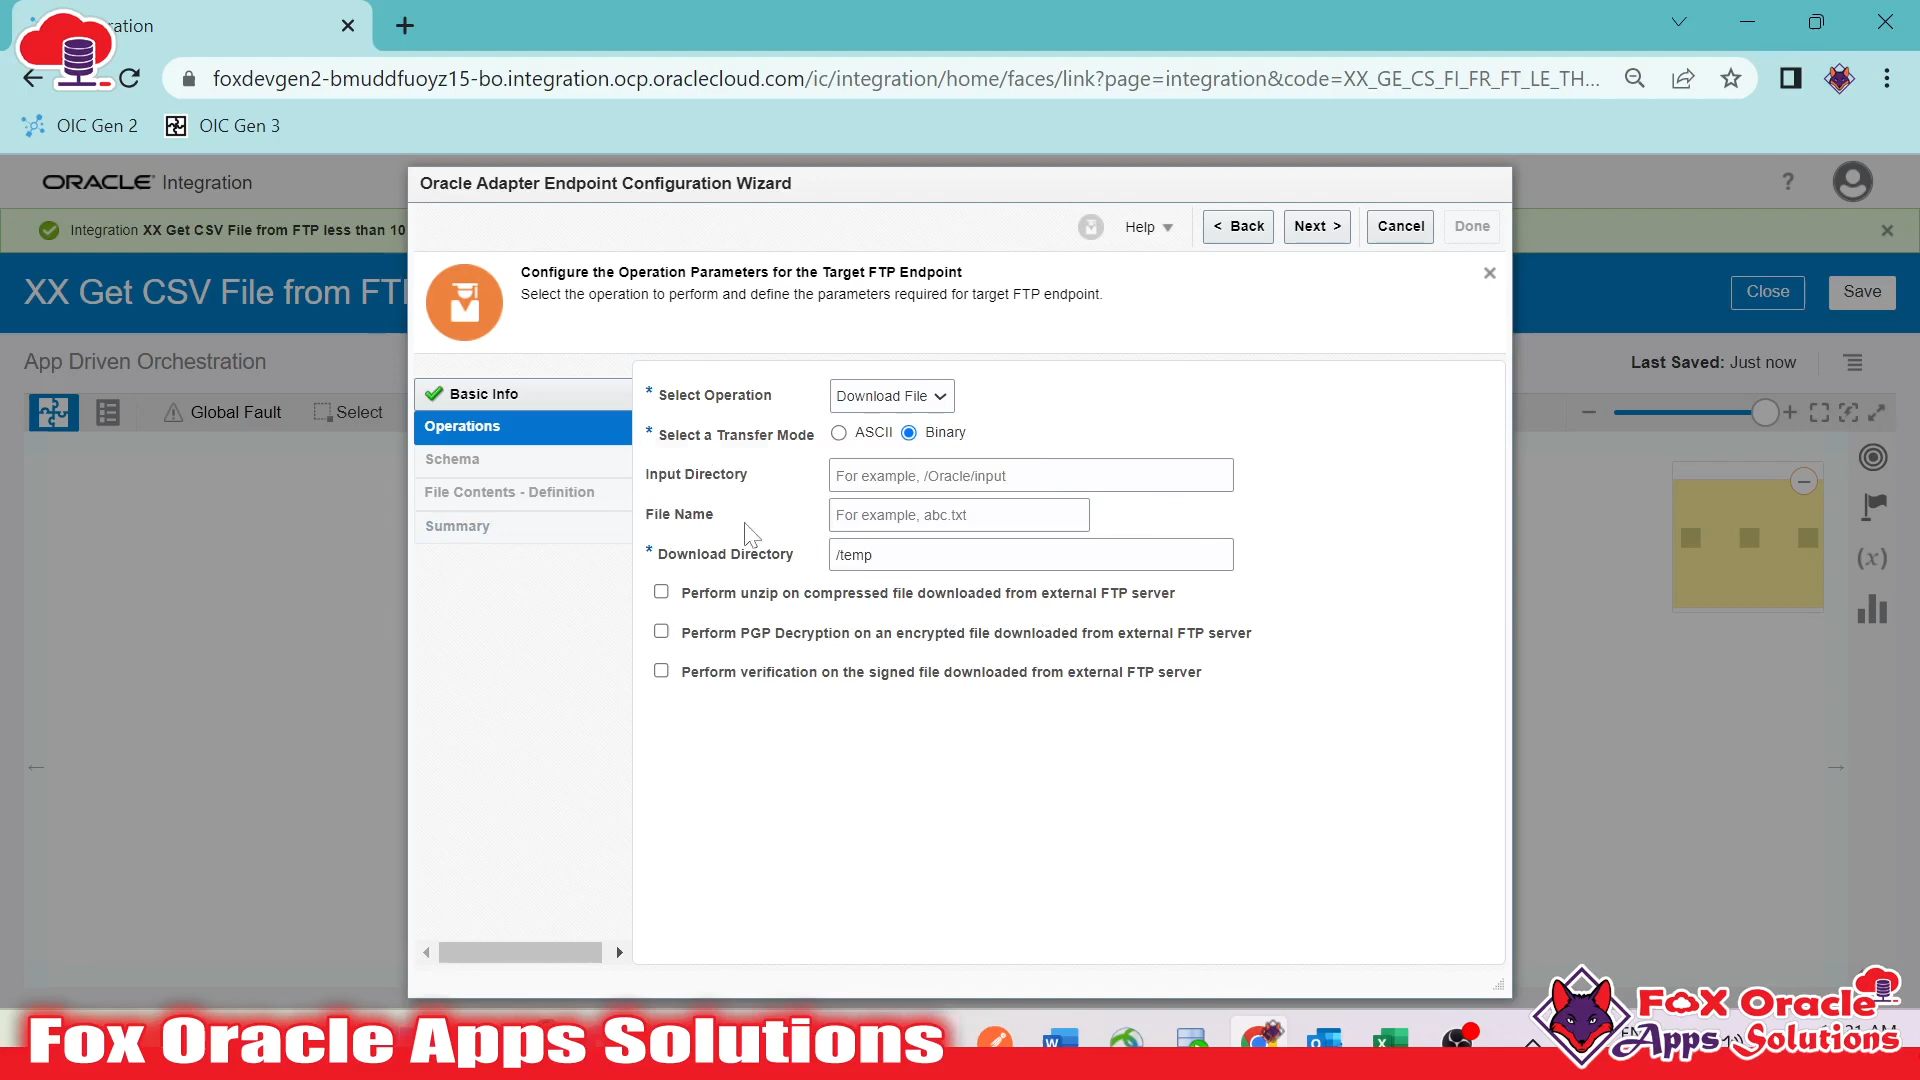 ration
foxdevgen2-bmuddfuoyz15-bo.integration.ocp.oraclecloud.com/ic/integration/home/faces/link?page=integration&code=XX_GE_CS_FI_FR_FT_LE_TH...
OIC Gen 2
OIC Gen 3
ORACLE Integration
Oracle Adapter Endpoint Configuration Wizard
Help
< Back
Next >
Cancel
Done
Integration XX Get CSV File from FTP less than 10
Configure the Operation Parameters for the Target FTP Endpoint
Select the operation to perform and define the parameters required for target FTP endpoint.
XX Get CSV File from FT
Close
Save
App Driven Orchestration
Last Saved: Just now
Global Fault
Select
Basic Info
Operations
Schema
File Contents - Definition
Summary
* Select Operation
Download File
* Select a Transfer Mode
ASCII
Binary
Input Directory
For example, /Oracle/input
File Name
For example, abc.txt
* Download Directory
/temp
Perform unzip on compressed file downloaded from external FTP server
Perform PGP Decryption on an encrypted file downloaded from external FTP server
Perform verification on the signed file downloaded from external FTP server
(x)
Fox Oracle Apps Solutions
FoX Oracle
Apps Solutions